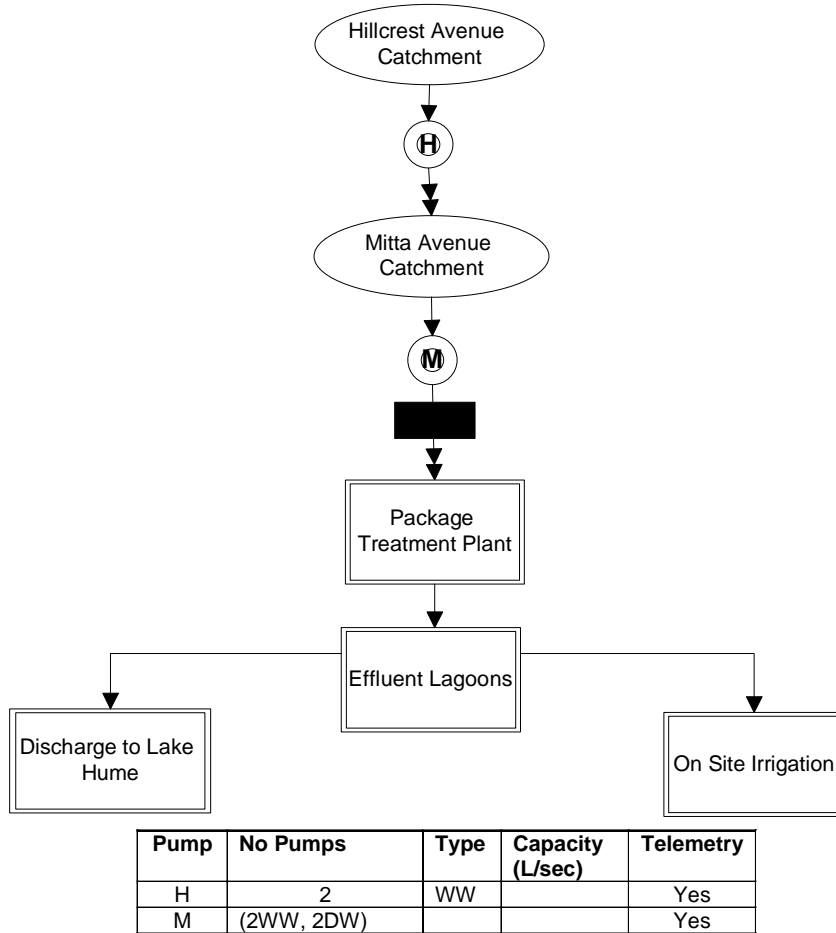 Hillcrest Avenue
Catchment
H
Mitta Avenue
Catchment
M
Package
Treatment Plant
Effluent Lagoons
Discharge to Lake
Hume
On Site Irrigation
Pump No Pumps Type Capacity (L/sec) Telemetry
H 2 WW Yes
M (2WW, 2DW) Yes